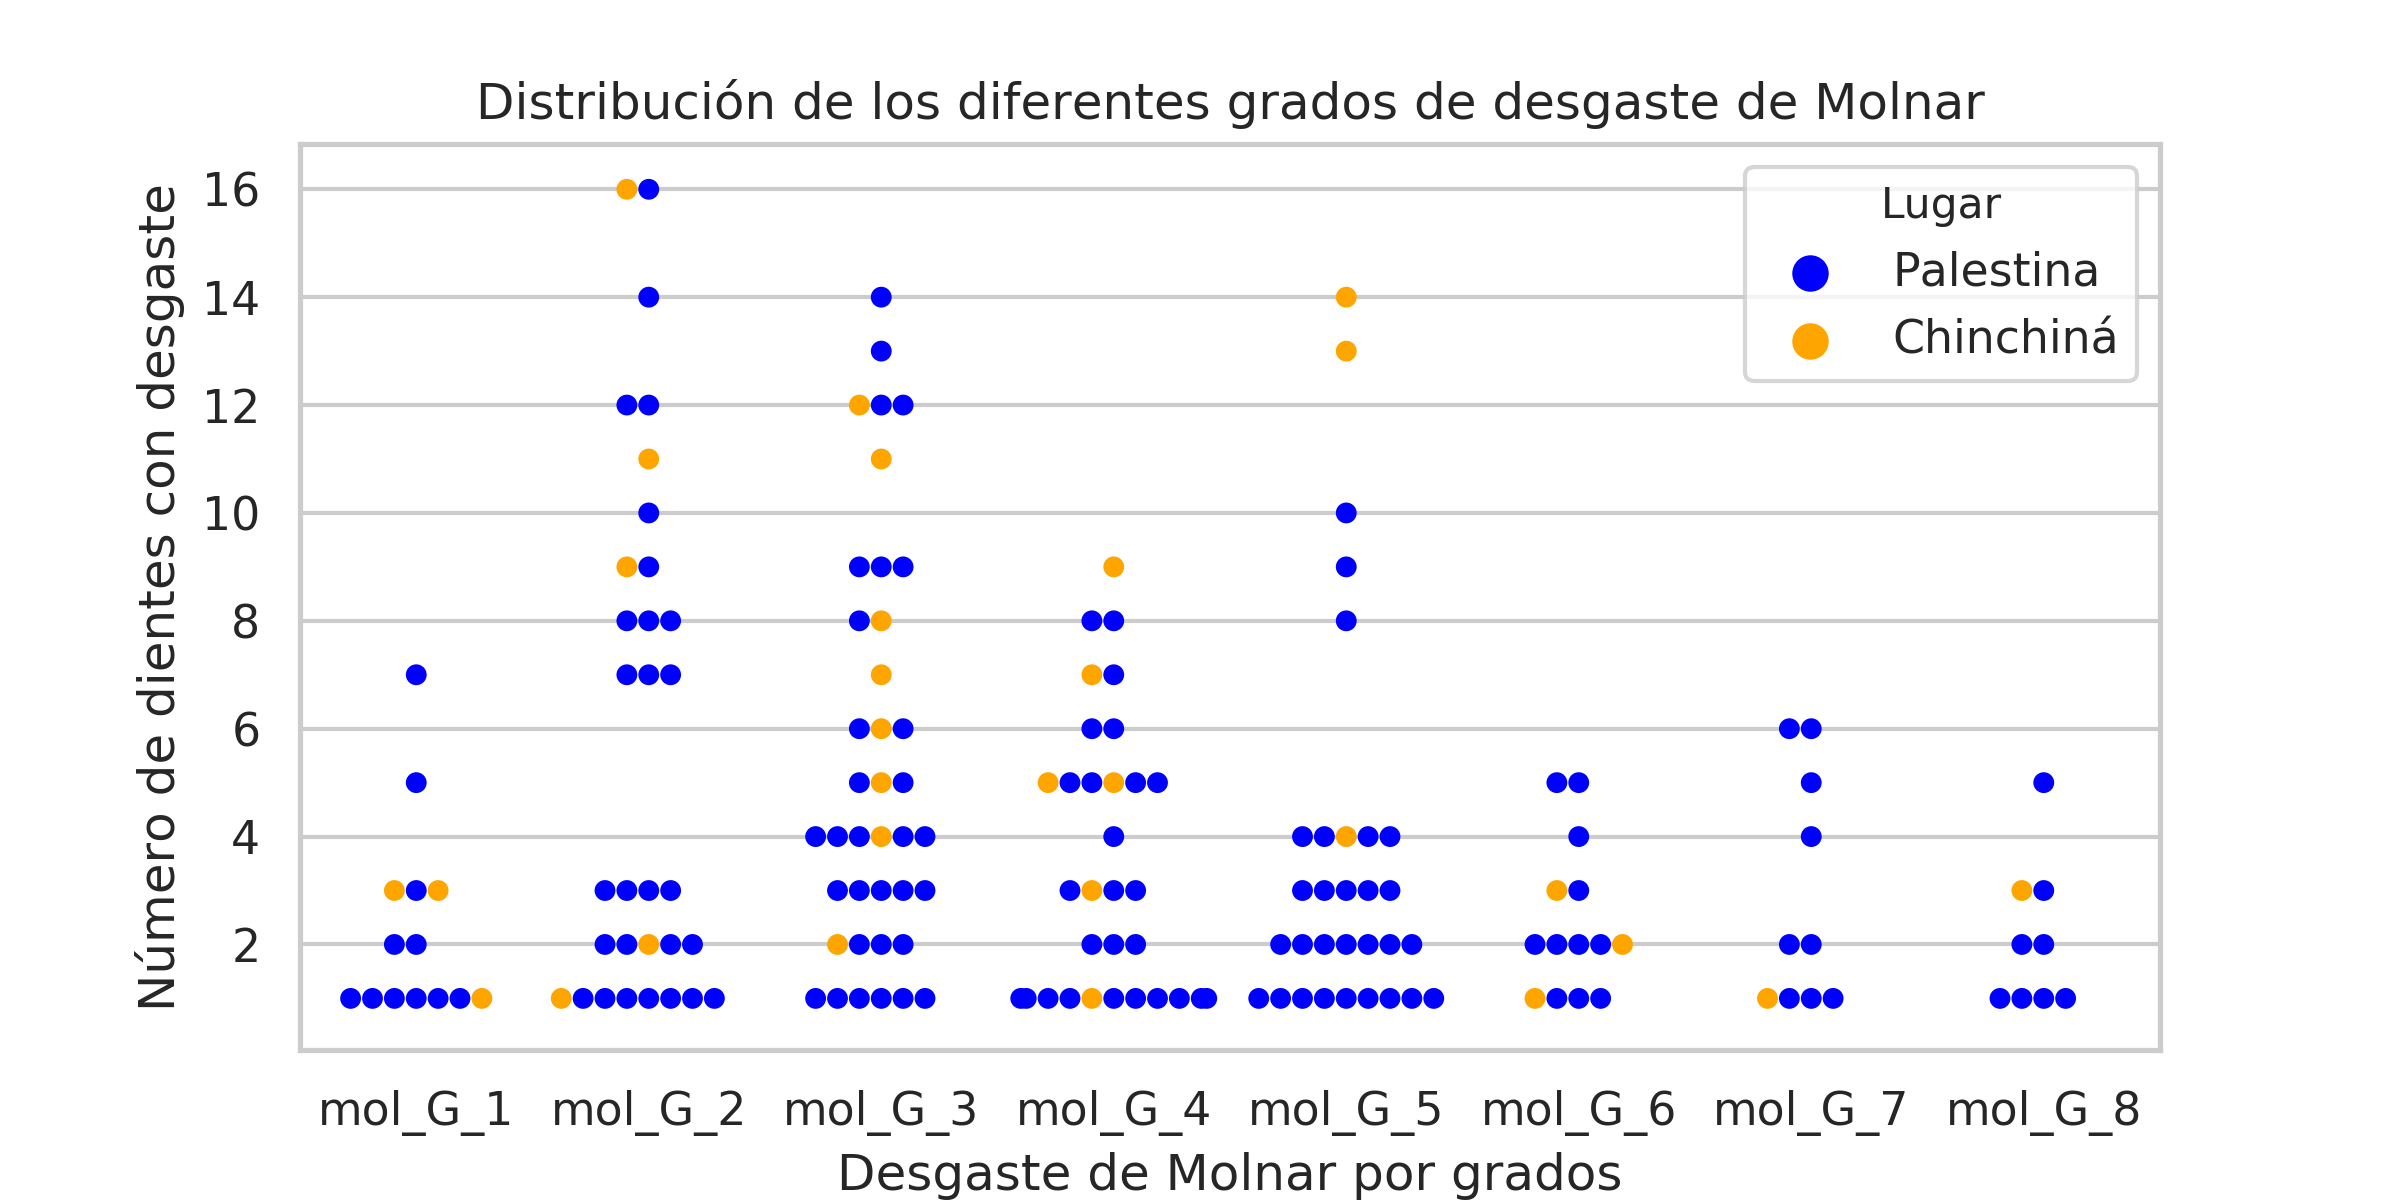 Distribución de los diferentes grados de desgaste de Molnar
Número de dientes con desgaste
16
14
12
10
8
6
4
2
Lugar
Palestina
Chinchiná
mol_G_1 mol_G_2 mol_G_3 mol_G_4 mol_G_5 mol_G_6 mol_G_7 mol_G_8
Desgaste de Molnar por grados